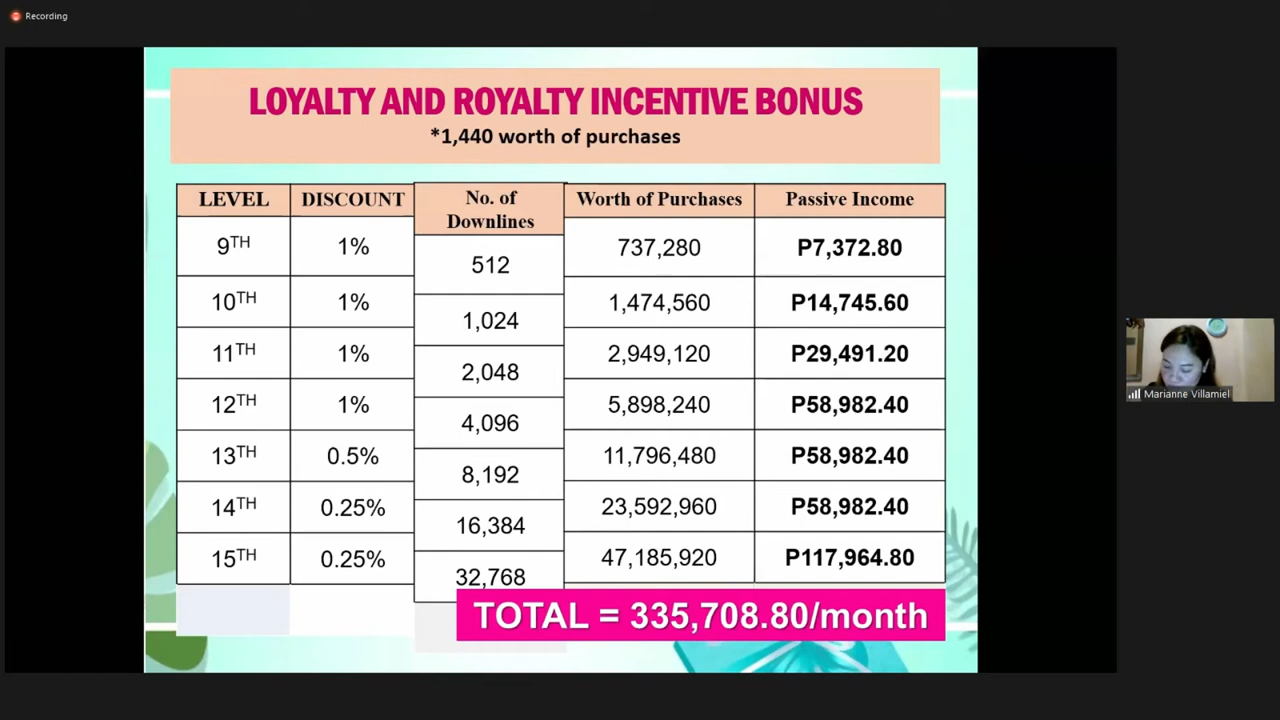 Recording
LOYALTY AND ROYALTY INCENTIVE BONUS
*1,440 worth of purchases
LEVEL DISCOUNT No. of Downlines Worth of Purchases Passive Income
9TH 1% 512 737,280 P7,372.80
10TH 1% 1,024 1,474,560 P14,745.60
11TH 1% 2,048 2,949,120 P29,491.20
12TH 1% 4,096 5,898,240 P58,982.40
13TH 0.5% 8,192 11,796,480 P58,982.40
14TH 0.25% 16,384 23,592,960 P58,982.40
15TH 0.25% 32,768 47,185,920 P117,964.80
TOTAL = 335,708.80/month
Marianne Villamiel